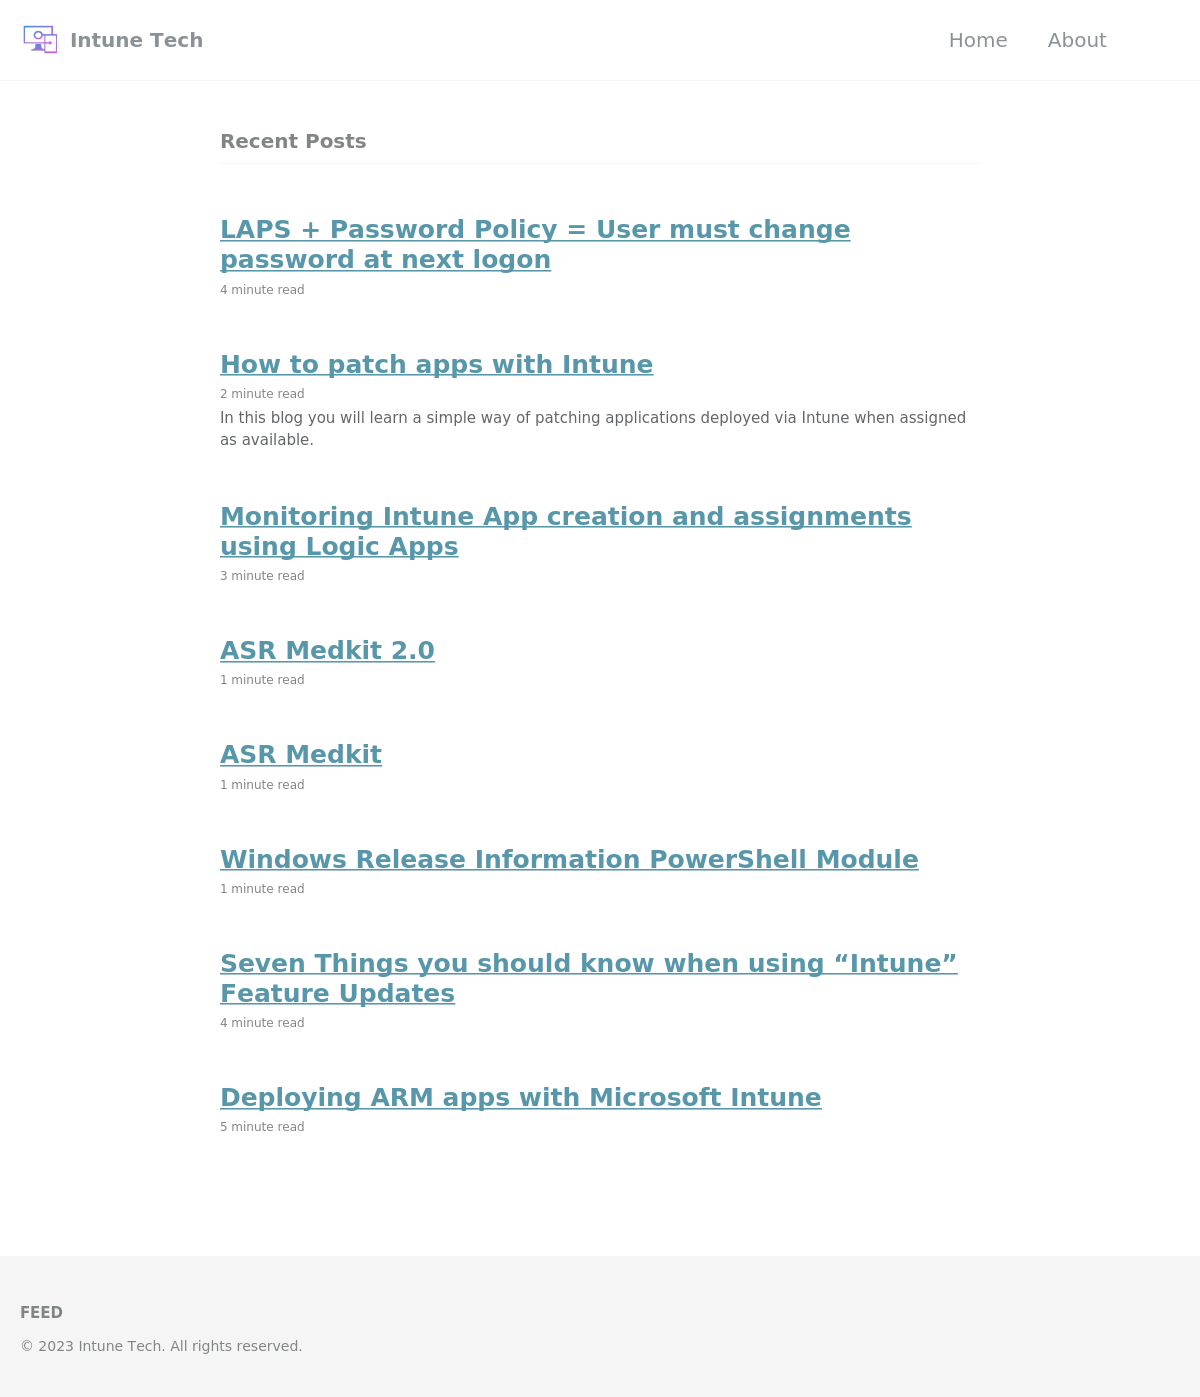 Intune Tech
Home
About
Recent Posts
LAPS + Password Policy = User must change
password at next logon
4 minute read
How to patch apps with Intune
2 minute read
In this blog you will learn a simple way of patching applications deployed via Intune when assigned
as available.
Monitoring Intune App creation and assignments
using Logic Apps
3 minute read
ASR Medkit 2.0
1 minute read
ASR Medkit
1 minute read
Windows Release Information PowerShell Module
1 minute read
Seven Things you should know when using “Intune”
Feature Updates
4 minute read
Deploying ARM apps with Microsoft Intune
5 minute read
FEED
© 2023 Intune Tech. All rights reserved.